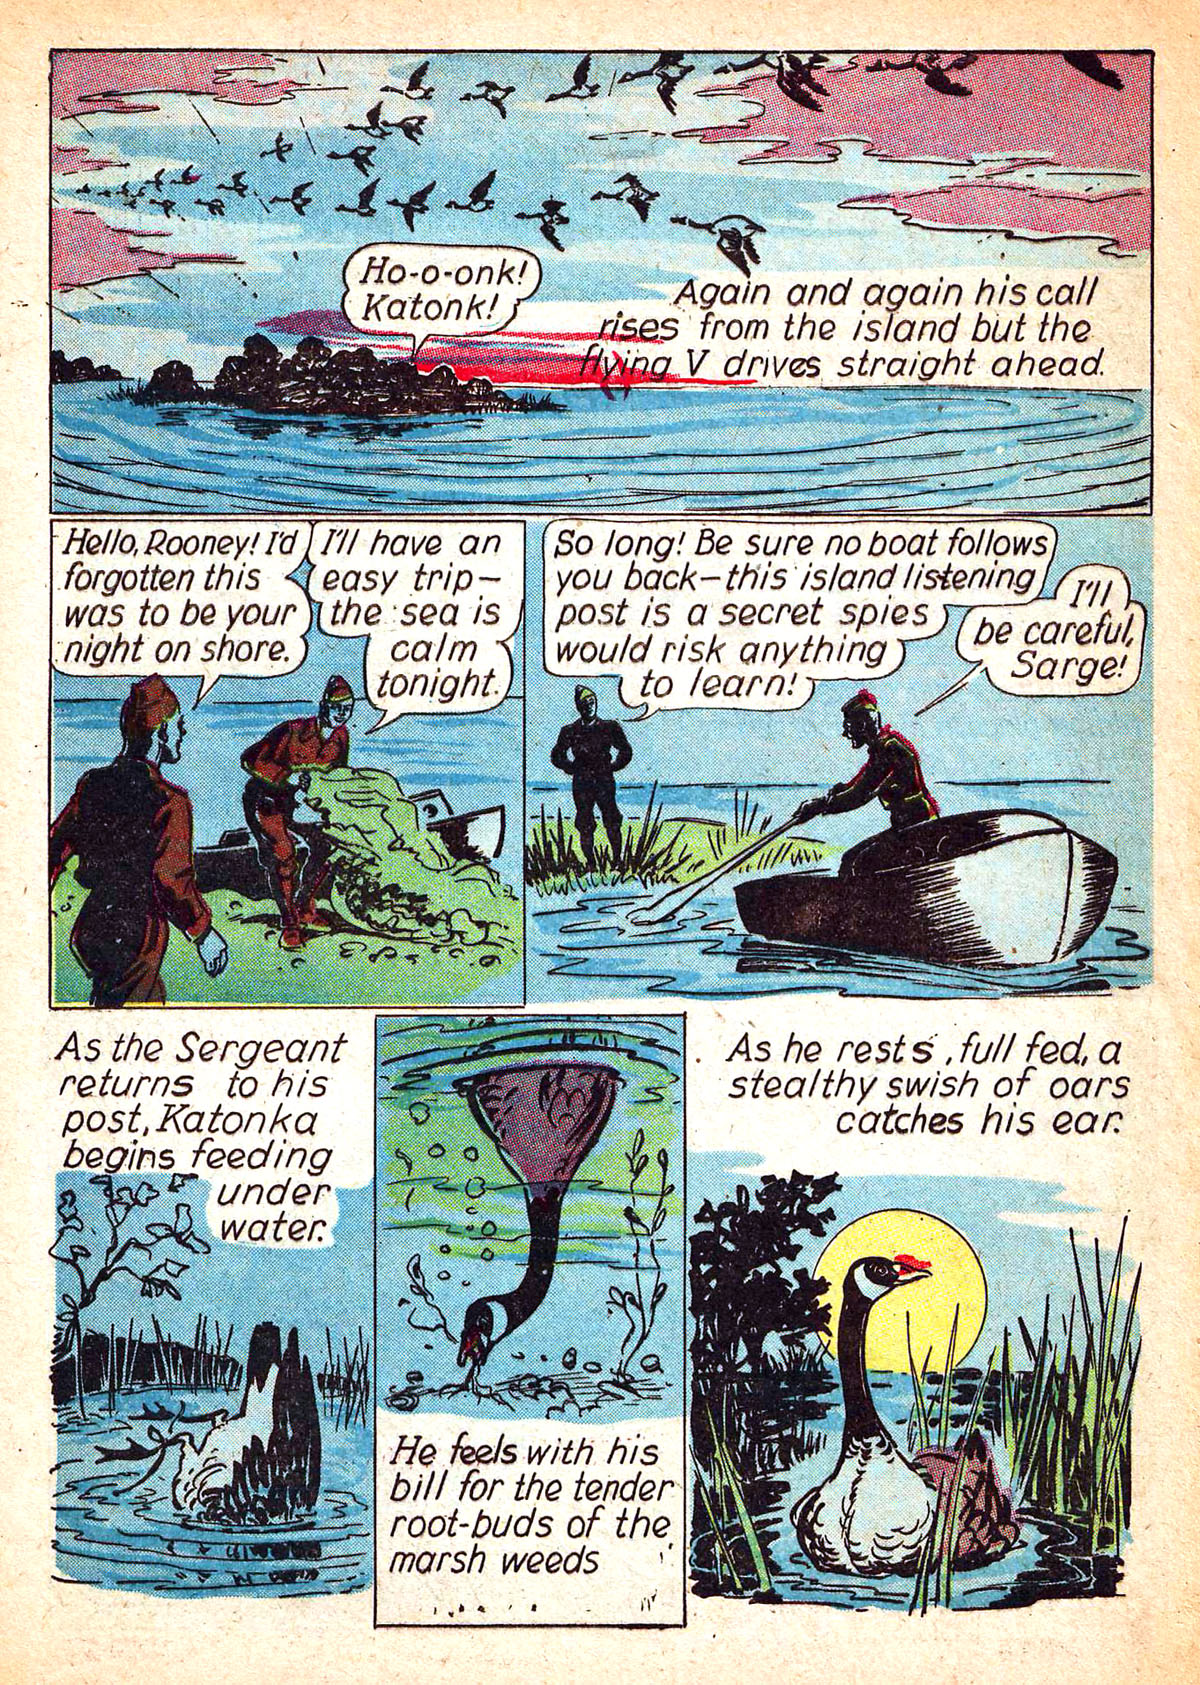 Ho-o-onk!
Katonk!
Again and again his call
rises from the island but the
flying V drives straight ahead.
Hello, Rooney! I'd
forgotten this
was to be your
night on shore.
I'll have an
easy trip—
the sea is
calm
tonight.
So long! Be sure no boat follows
you back—this island listening
post is a secret spies
would risk anything
to learn!
I'll
be careful,
Sarge!
As the Sergeant
returns to his
post, Katonka
begins feeding
under
water.
He feels with his
bill for the tender
root-buds of the
marsh weeds
As he rests, full fed, a
stealthy swish of oars
catches his ear.